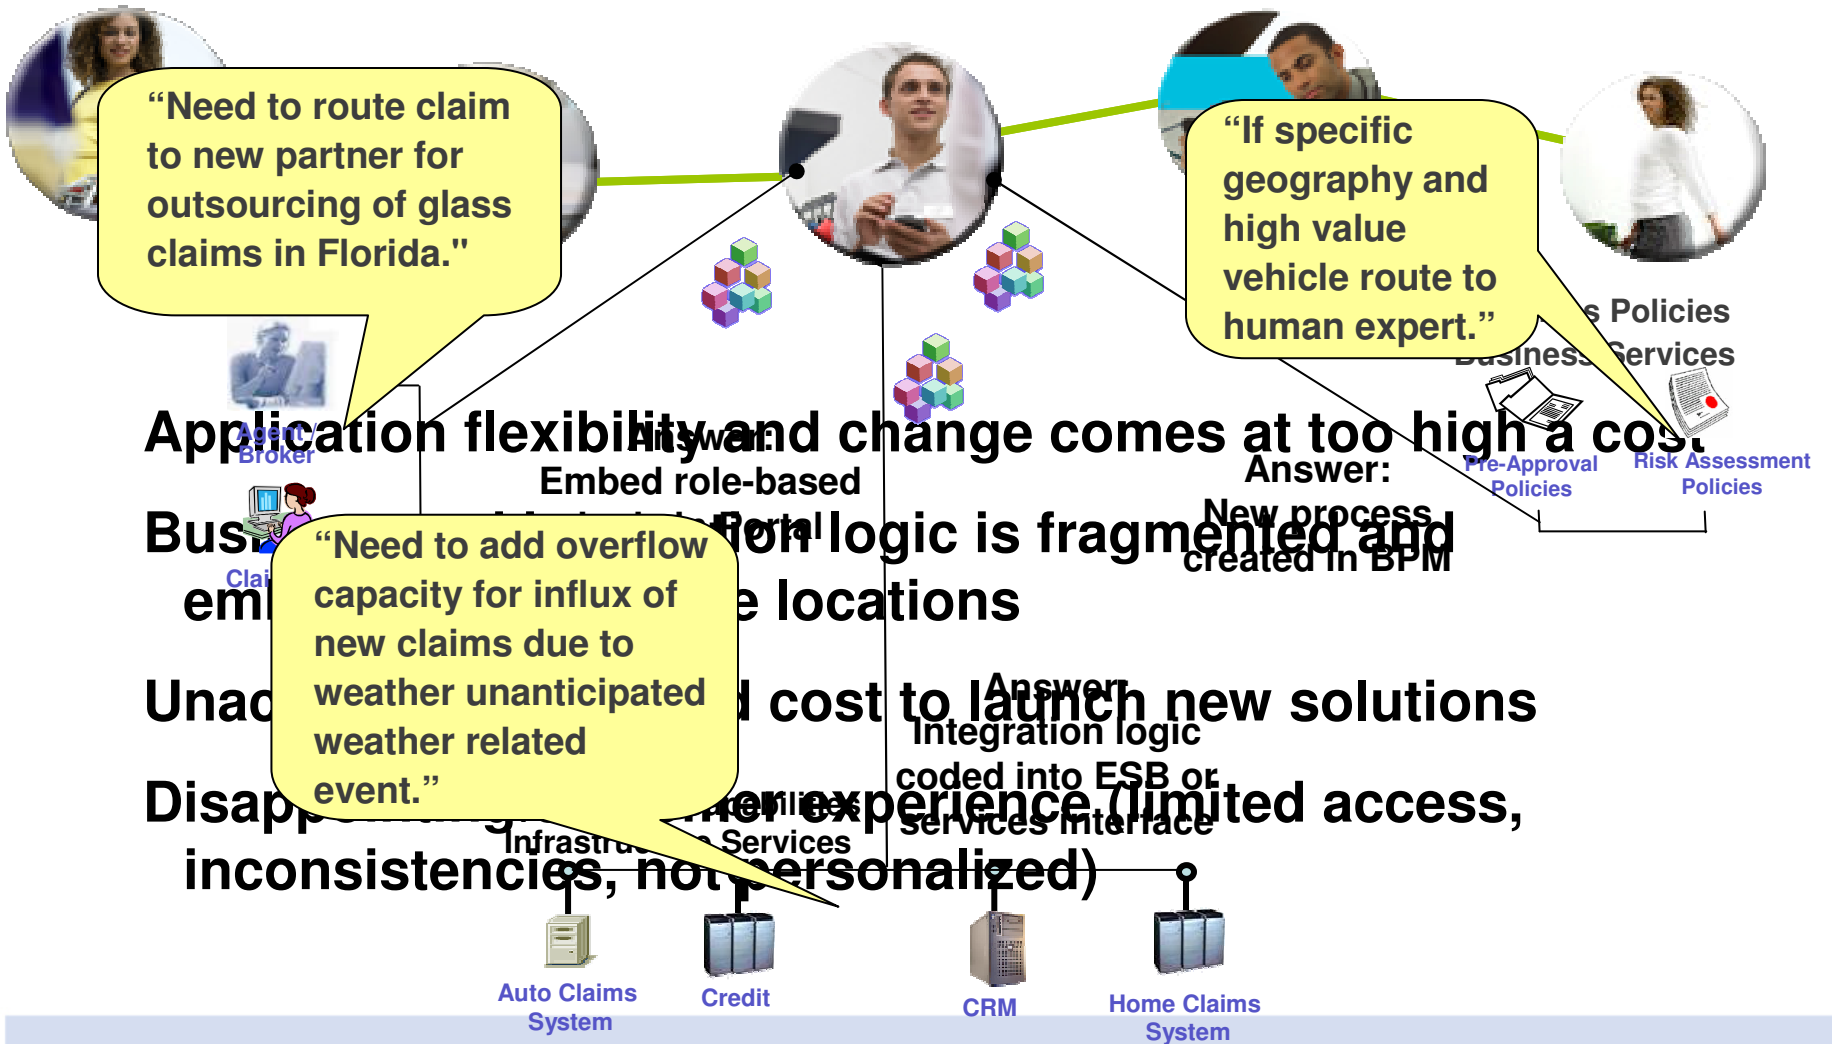 “Need to route claim
to new partner for
outsourcing of glass
claims in Florida."
“If specific
geography and
high value
vehicle route to
human expert.”
Policies
Business Services
Application flexibility and change comes at too high a cost
Agent /
Broker
Answer:
Embed role-based
Portal
Answer:
New process
created in BPM
Pre-Approval
Policies
Risk Assessment
Policies
logic is fragmented and
locations
“Need to add overflow
capacity for influx of
new claims due to
weather unanticipated
weather related
event.”
cost to launch new solutions
Answer:
Integration logic
coded into ESB or
services interface
experience (limited access,
inconsistencies, not personalized)
Services
Auto Claims
System
Credit
CRM
Home Claims
System